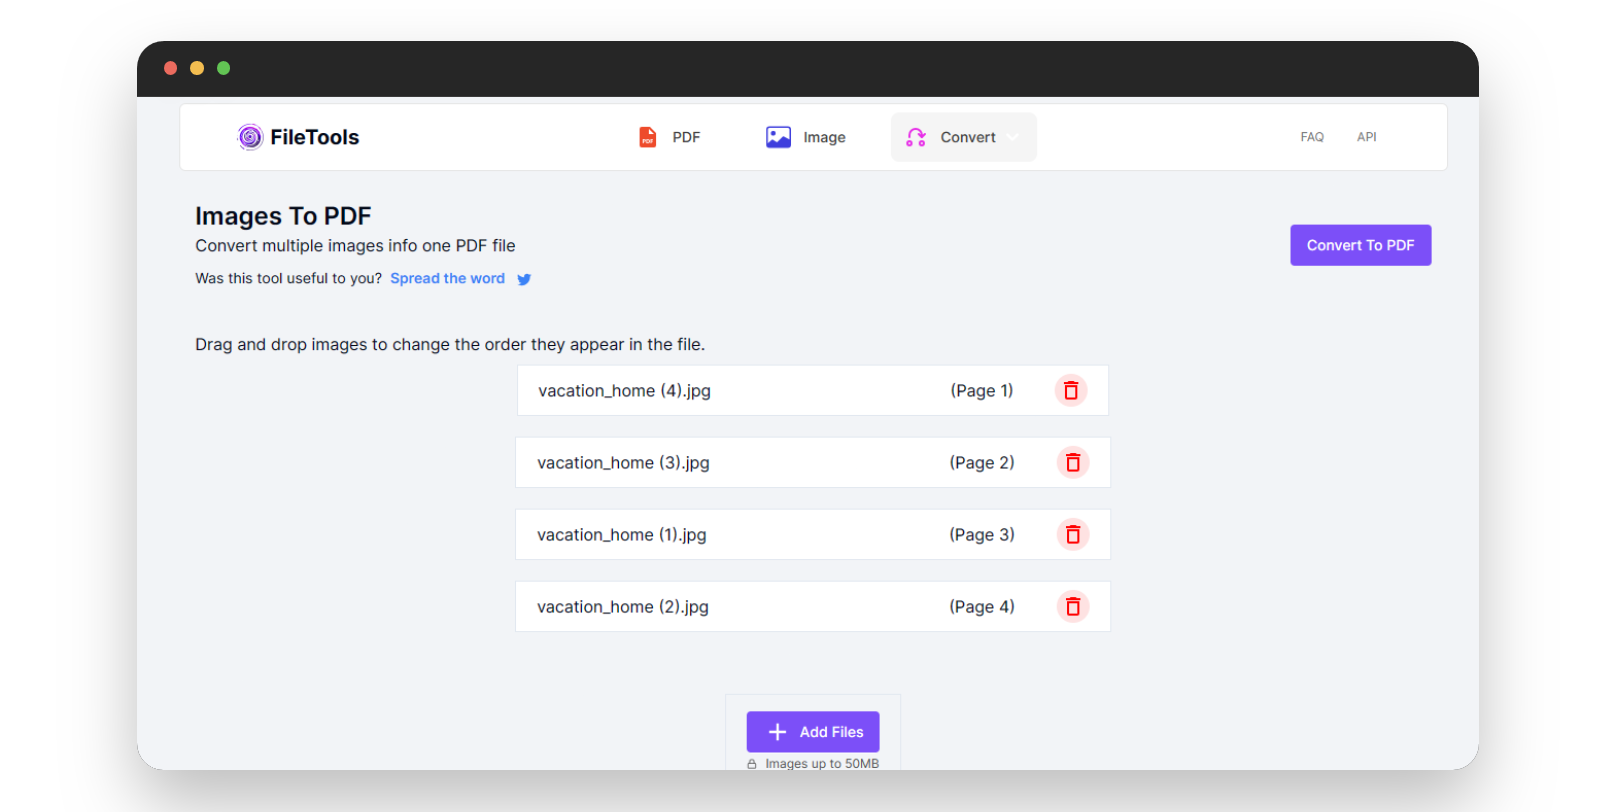 FileTools
PDF
PDF
Image
Convert
FAQ
API
Images To PDF
Convert multiple images info one PDF file
Convert To PDF
Was this tool useful to you? Spread the word
Drag and drop images to change the order they appear in the file.
vacation_home (4).jpg (Page 1)
vacation_home (3).jpg (Page 2)
vacation_home (1).jpg (Page 3)
vacation_home (2).jpg (Page 4)
Add Files
Images up to 50MB